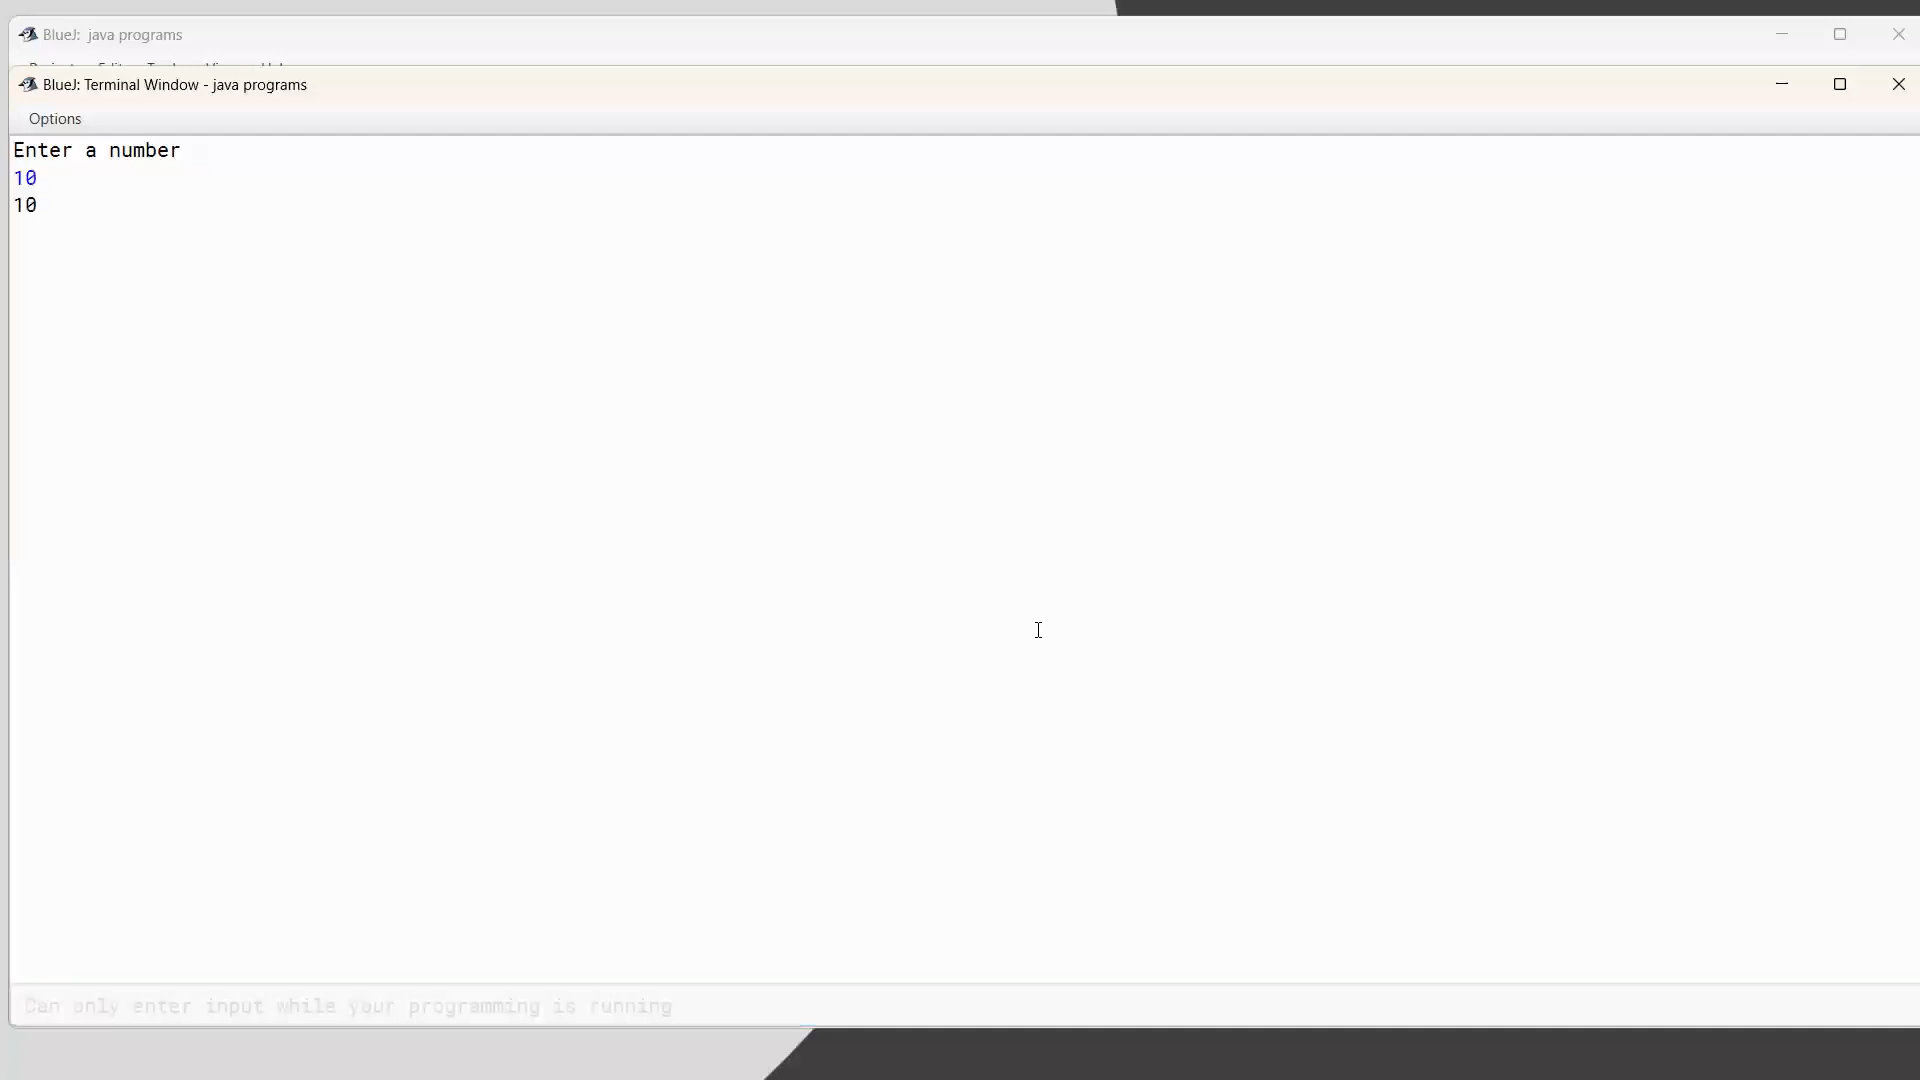 BlueJ: java programs
BlueJ: Terminal Window - java programs
Options
Enter a number
10
10
Can only enter input while your programming is running